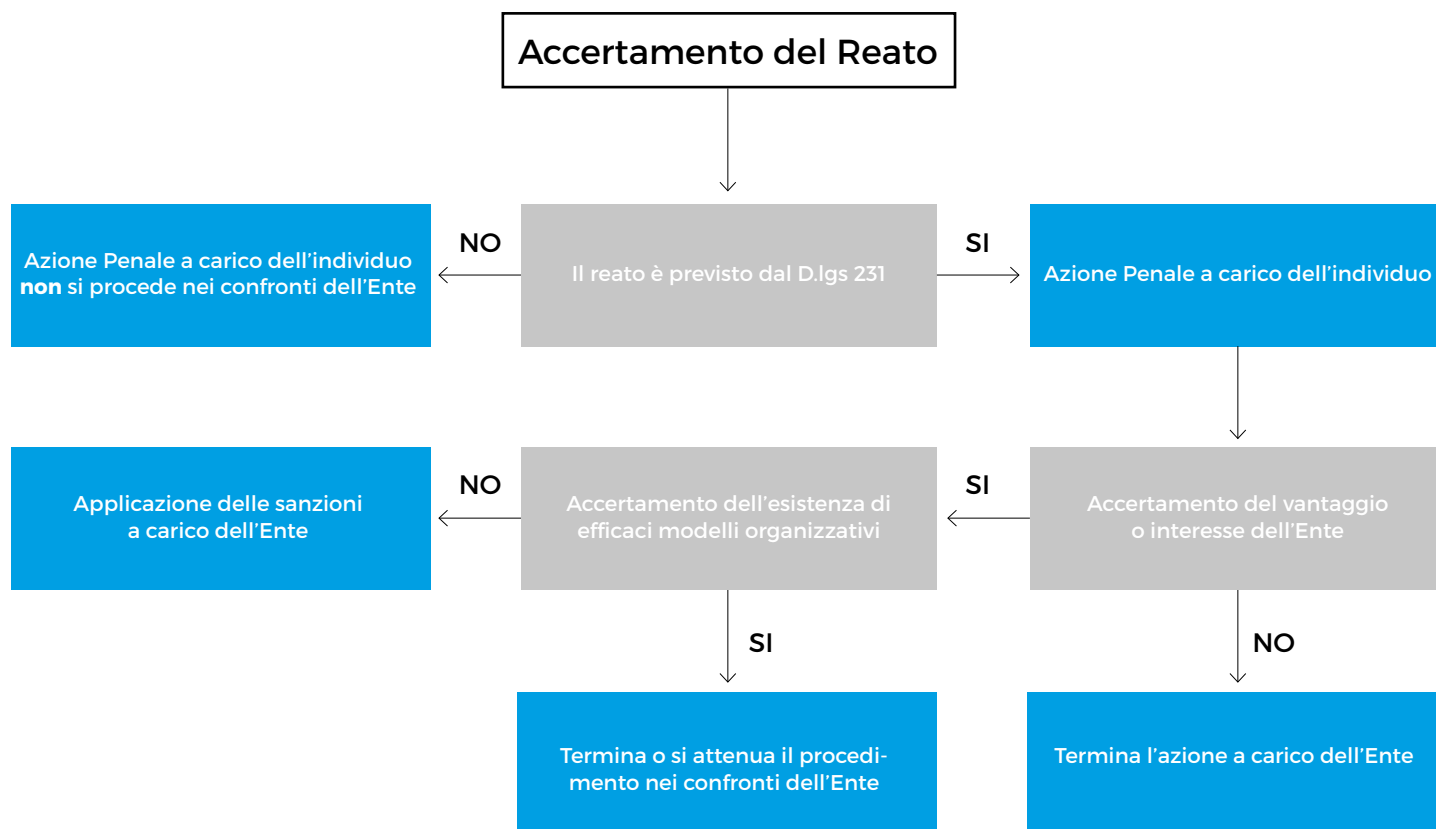 Accertamento del Reato
Azione Penale a carico dell'individuo
non si procede nei confronti dell'Ente
NO
Il reato è previsto dal D.lgs 231
SI
Azione Penale a carico dell'individuo
Applicazione delle sanzioni
a carico dell'Ente
NO
Accertamento dell'esistenza di
efficaci modelli organizzativi
SI
Accertamento del vantaggio
o interesse dell'Ente
SI
NO
Termina o si attenua il procedi-
mento nei confronti dell'Ente
Termina l'azione a carico dell'Ente